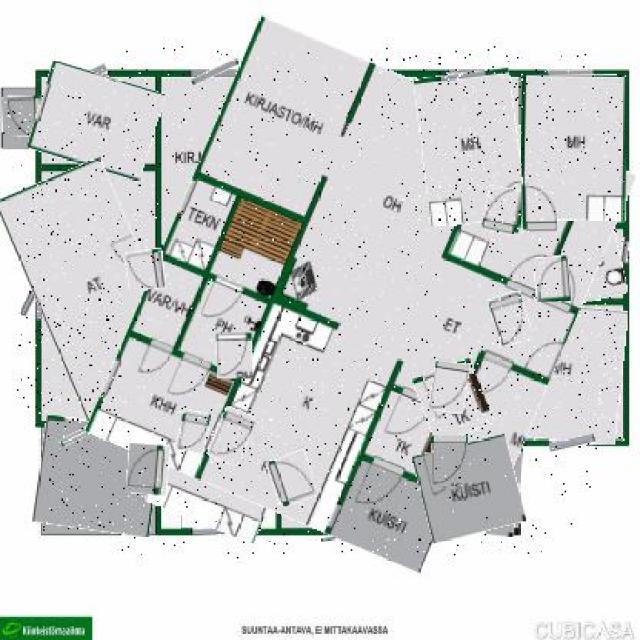 VAR
KIRJASTO/MH
KIRJ
MH
MH
TEKN
OH
AT
VAR/VH
PH
ET
VH
KHH
K
TK
TK
KUISTI
KUISTI
Kiinteistömaailma
SUUNTAA-ANTAVA, EI MITTAKAAVASSA
CUBICASA